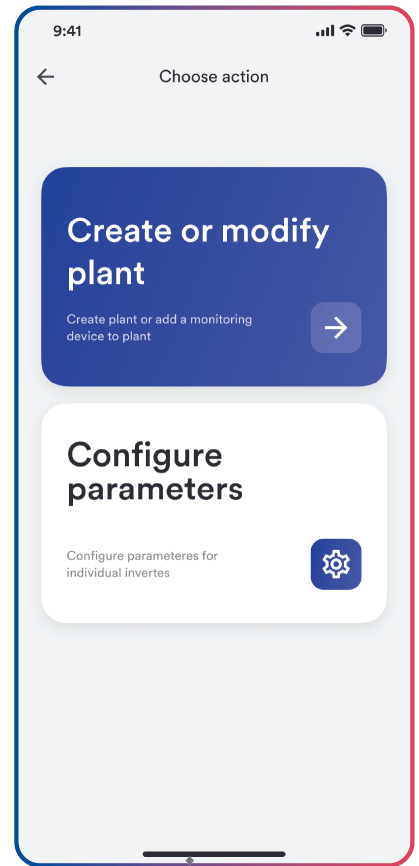 9:41
Choose action
Create or modify
plant
Create plant or add a monitoring
device to plant
Configure
parameters
Configure parameteres for
individual invertes